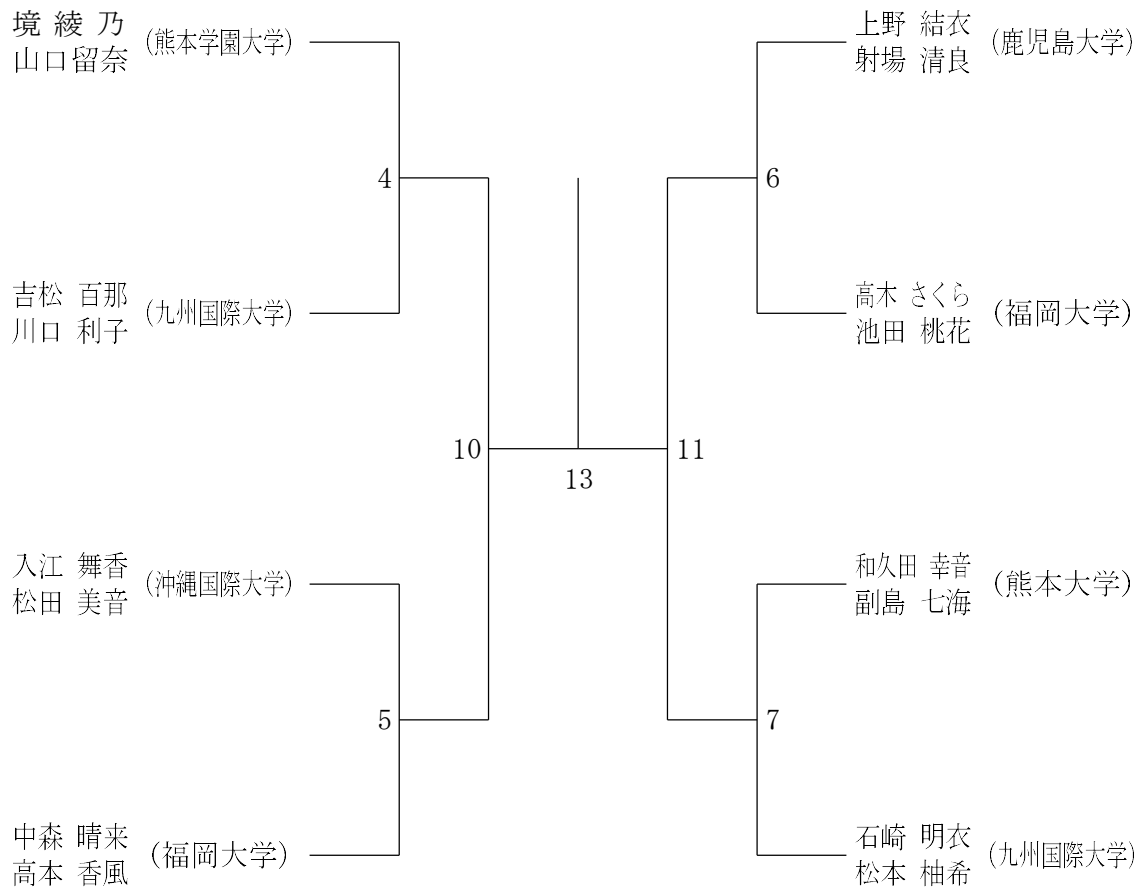 境 綾 乃
山口留奈
(熊本学園大学)
4
吉松 百那
川口 利子
(九州国際大学)
10
入江 舞香
松田 美音
(沖縄国際大学)
5
中森 晴来
高本 香風
(福岡大学)
13
上野 結衣
射場 清良
(鹿児島大学)
6
高木 さくら
池田 桃花
(福岡大学)
11
和久田 幸音
副島 七海
(熊本大学)
7
石崎 明衣
松本 柚希
(九州国際大学)